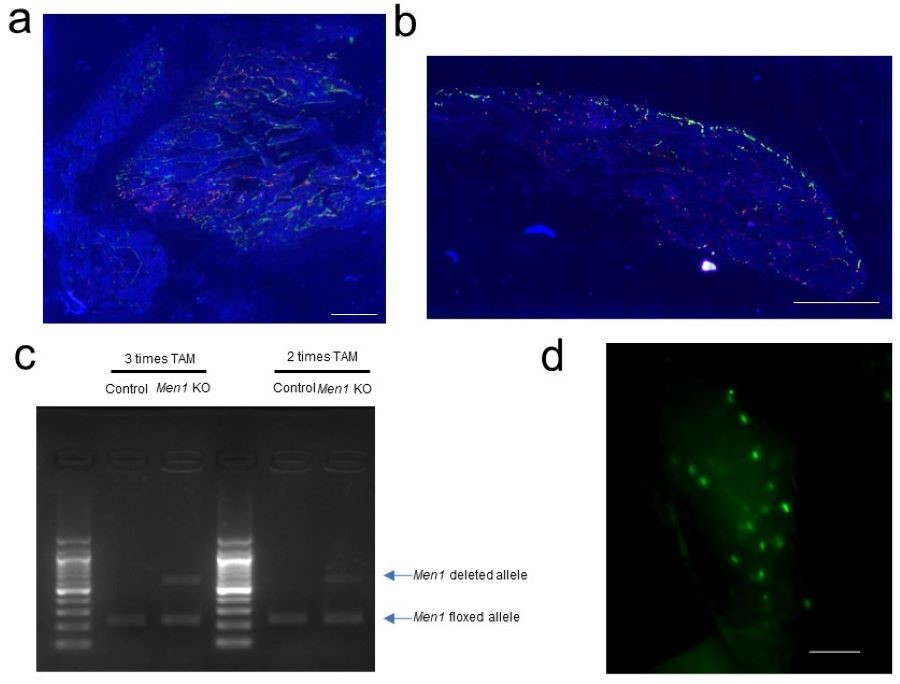 a
b
c
3 times TAM
2 times TAM
Control Men1 KO
Control Men1 KO
Men1 deleted allele
Men1 floxed allele
d